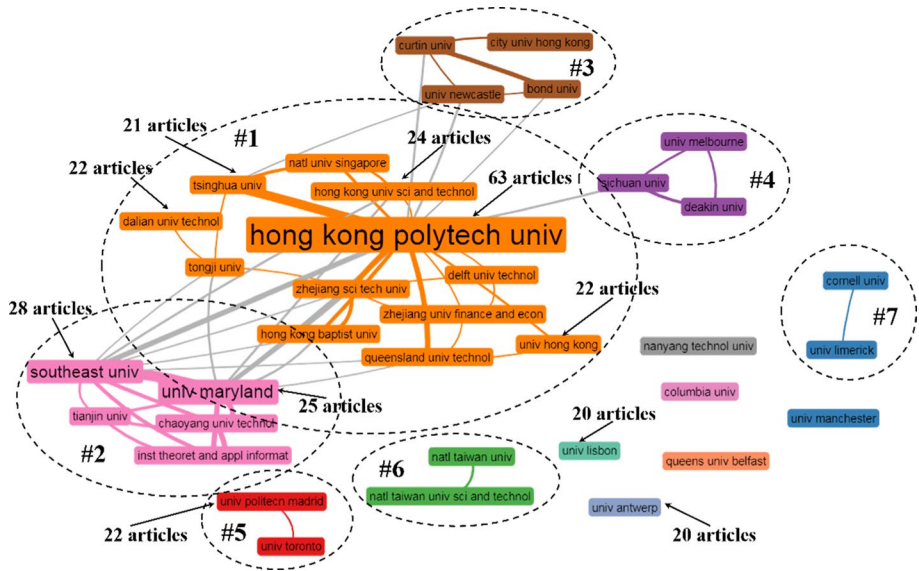 curtin univ
city univ hong kong
#3
bond univ
univ newcastle
21 articles
#1
24 articles
22 articles
natl univ singapore
tsinghua univ
hong kong univ sci and technol
63 articles
univ melbourne
sichuan univ
#4
deakin univ
dalian univ technol
hong kong polytech univ
tongji univ
delft univ technol
zhejiang sci tech univ
22 articles
cornell univ
#7
univ limerick
28 articles
zhejiang univ finance and econ
hong kong baptist univ
univ hong kong
queensland univ technol
nanyang technol univ
southeast univ
univ maryland
columbia univ
25 articles
tianjin univ
chaoyang univ technol
univ manchester
#2
inst theoret and appl informat
20 articles
univ lisbon
natl taiwan univ
#6
queens univ belfast
natl taiwan univ sci and technol
univ politecn madrid
univ antwerp
22 articles
#5
univ toronto
20 articles